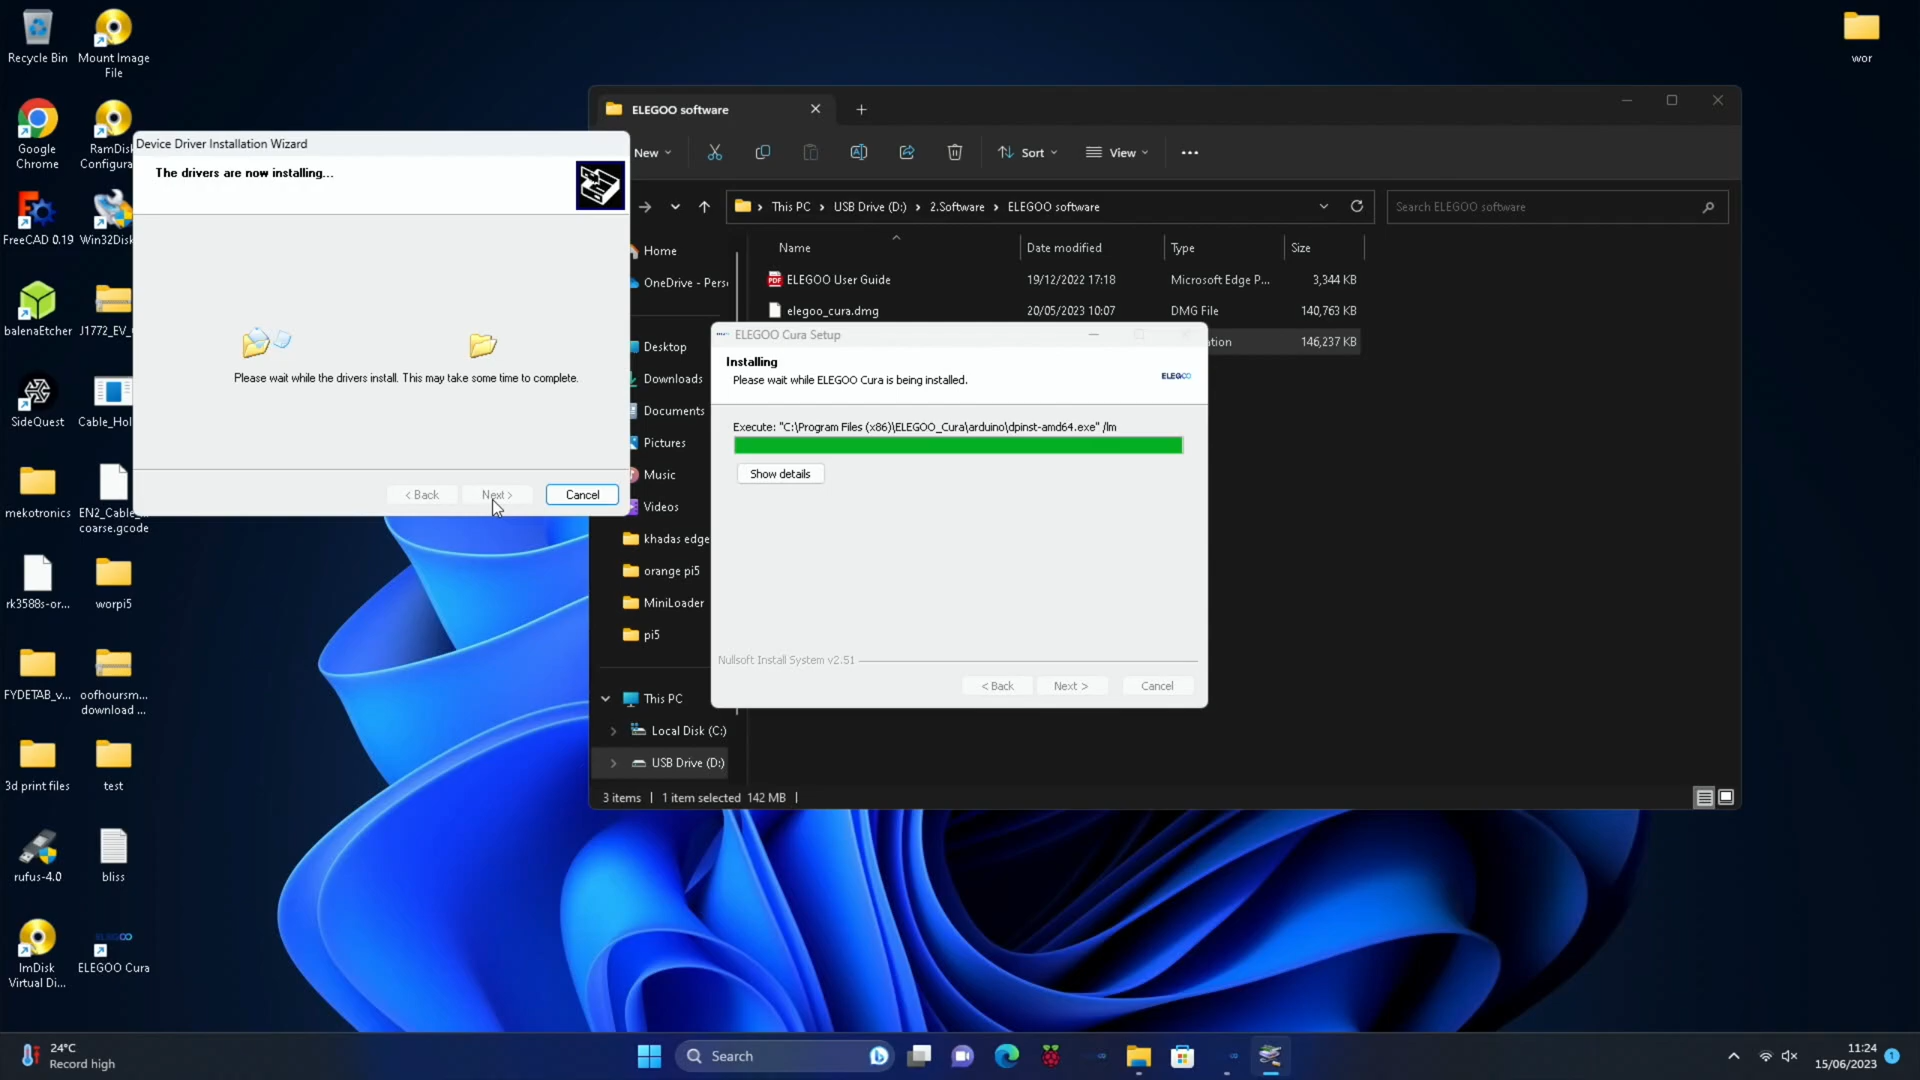 Recycle Bin
Mount Image
File
Google
Chrome
RamDisk
Configura
FreeCAD 0.19
Win32Disk
balenaEtcher
J1772_EV_
SideQuest
Cable_Hol
mekotronics
EN2_Cable_
coarse.gcode
rk3588s-or...
worpi5
FYDETAB_v...
oofhoursm...
download ...
3d print files
test
rufus-4.0
bliss
ImDisk
Virtual Di...
ELEGOO
ELEGOO Cura
wor
Device Driver Installation Wizard
The drivers are now installing...
Please wait while the drivers install. This may take some time to complete.
< Back
Next >
Cancel
ELEGOO software
New
Sort
View
This PC > USB Drive (D:) > 2.Software > ELEGOO software
Search ELEGOO software
Name
Date modified
Type
Size
PDF
ELEGOO User Guide
19/12/2022 17:18
Microsoft Edge P...
3,344 KB
elegoo_cura.dmg
20/05/2023 10:07
DMG File
140,763 KB
ation
146,237 KB
Home
OneDrive - Pers
Desktop
Downloads
Documents
Pictures
Music
Videos
khadas edge
orange pi5
MiniLoader
pi5
This PC
Local Disk (C:)
USB Drive (D:)
3 items
1 item selected 142 MB
ELEGOO Cura Setup
Installing
Please wait while ELEGOO Cura is being installed.
ELEGOO
Execute: "C:\Program Files (x86)\ELEGOO_Cura\arduino\dpinst-amd64.exe" /lm
Show details
Nullsoft Install System v2.51
< Back
Next >
Cancel
24°C
Record high
Search
11:24
15/06/2023
1